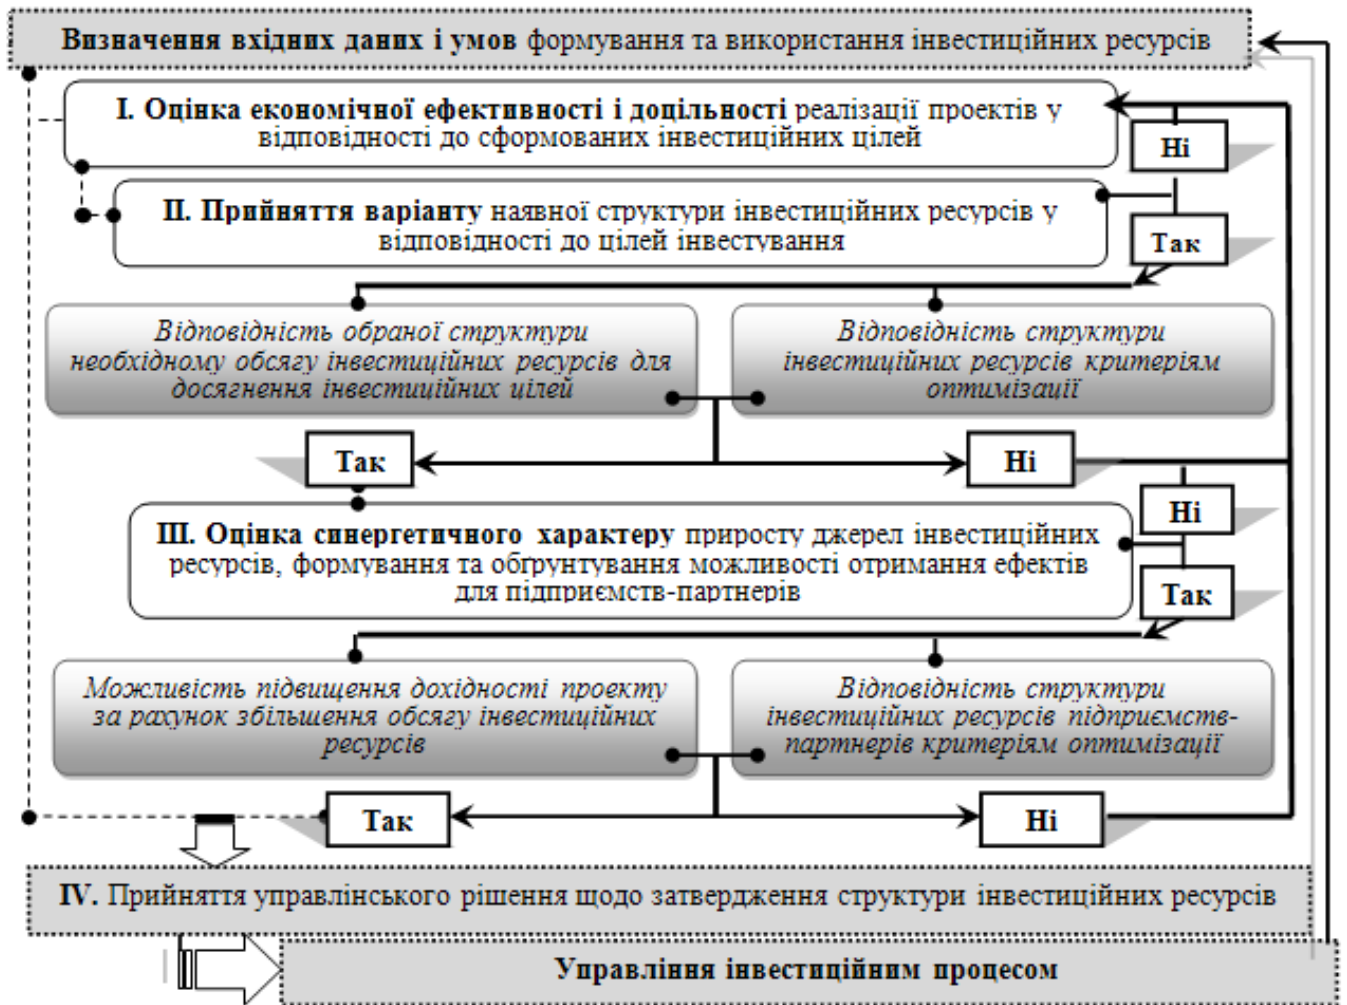 Визначення вхідних даних і умов формування та використання інвестиційних ресурсів
І. Оцінка економічної ефективності і доцільності реалізації проектів у
відповідності до сформованих інвестиційних цілей
Ні
ІІ. Прийняття варіанту наявної структури інвестиційних ресурсів у
відповідності до цілей інвестування
Так
Відповідність обраної структури
необхідному обсягу інвестиційних ресурсів для
досягнення інвестиційних цілей
Відповідність структури
інвестиційних ресурсів критеріям
оптимізації
Так
Ні
Ні
ІІІ. Оцінка синергетичного характеру приросту джерел інвестиційних
ресурсів, формування та обґрунтування можливості отримання ефектів
для підприємств-партнерів
Так
Можливість підвищення дохідності проекту
за рахунок збільшення обсягу інвестиційних
ресурсів
Відповідність структури
інвестиційних ресурсів підприємств-
партнерів критеріям оптимізації
Так
Ні
IV. Прийняття управлінського рішення щодо затвердження структури інвестиційних ресурсів
Управління інвестиційним процесом